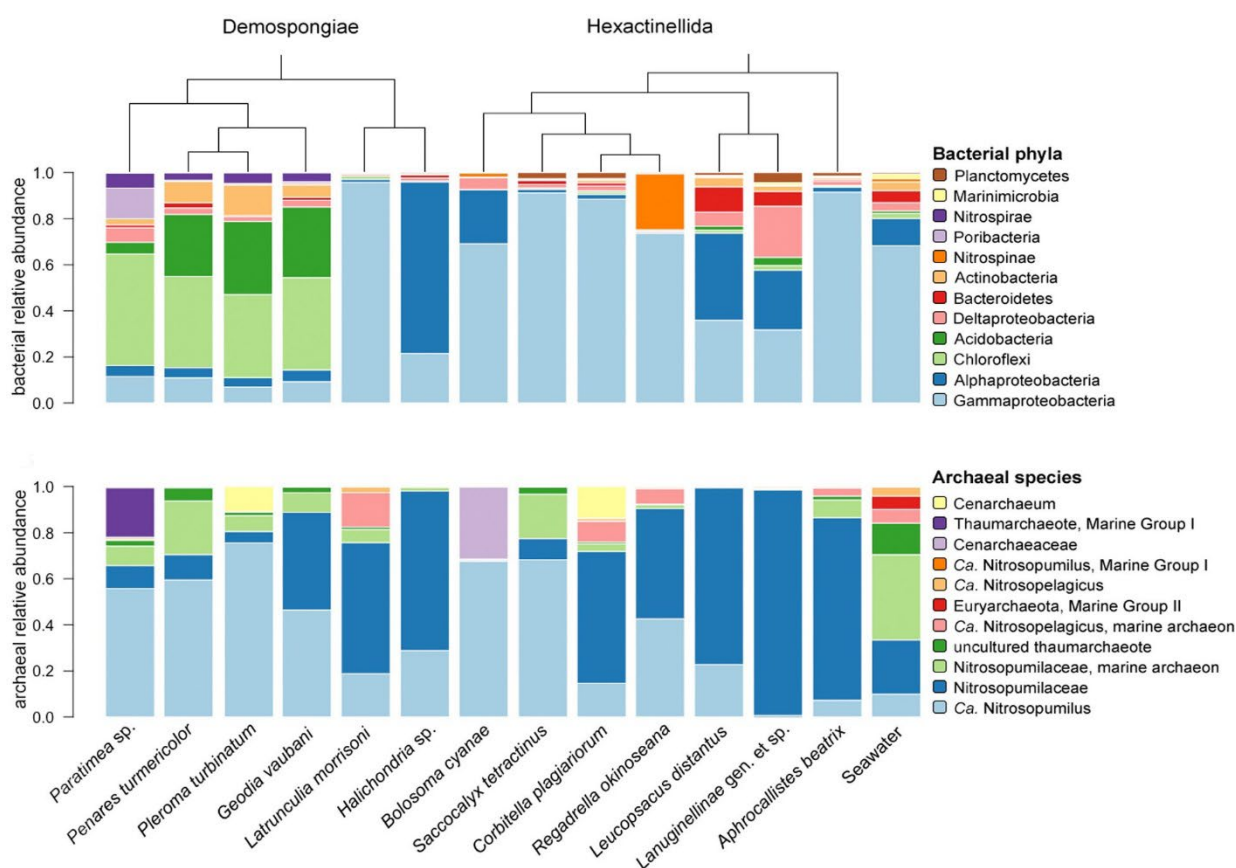 Demospongiae
Hexactinellida
bacterial relative abundance
1.0
0.8
0.6
0.4
0.2
0.0
Bacterial phyla
Planctomycetes
Marinimicrobia
Nitrospirae
Poribacteria
Nitrospinae
Actinobacteria
Bacteroidetes
Deltaproteobacteria
Acidobacteria
Chloroflexi
Alphaproteobacteria
Gammaproteobacteria
archaeal relative abundance
1.0
0.8
0.6
0.4
0.2
0.0
Archaeal species
Cenarchaeum
Thaumarchaeote, Marine Group I
Cenarchaeaceae
Ca. Nitrosopumilus, Marine Group I
Ca. Nitrosopelagicus
Euryarchaeota, Marine Group II
Ca. Nitrosopelagicus, marine archaeon
uncultured thaumarchaeote
Nitrosopumilaceae, marine archaeon
Nitrosopumilaceae
Ca. Nitrosopumilus
Paratimea sp.
Penares turmericolor
Pleroma turbinatum
Geodia vaubani
Latrunculia morrisoni
Halichondria sp.
Bolosoma cyanae
Saccocalyx tetractinus
Corbitella plagiariorum
Regadrella okinoseana
Leucopsacus distantus
Lanuginellinae gen. et sp.
Aphrocallistes beatrix
Seawater